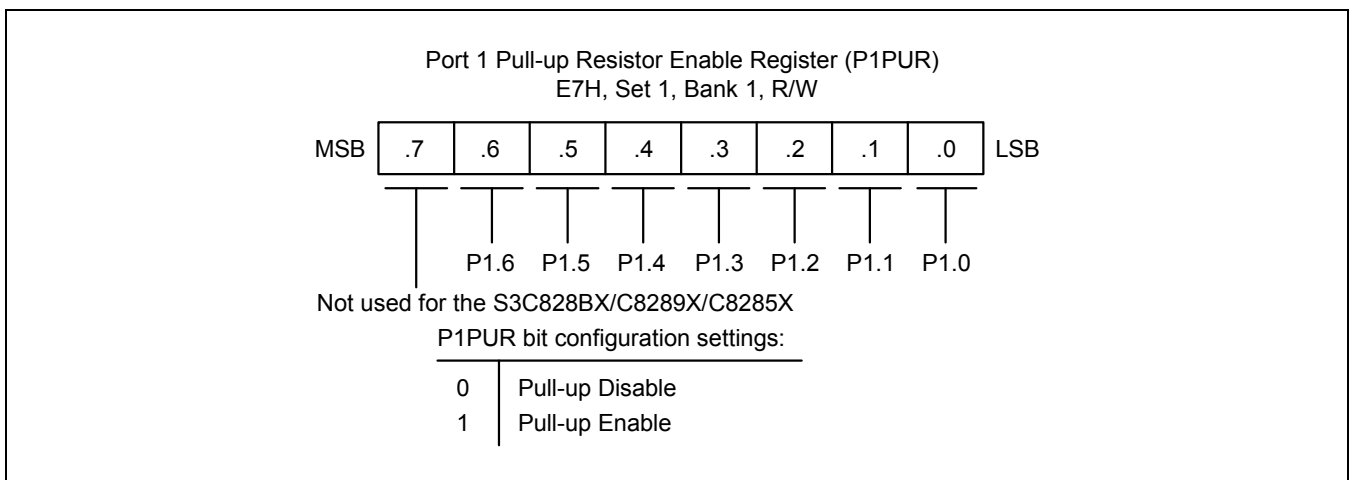 Port 1 Pull-up Resistor Enable Register (P1PUR)
E7H, Set 1, Bank 1, R/W
MSB .7 .6 .5 .4 .3 .2 .1 .0 LSB
P1.6 P1.5 P1.4 P1.3 P1.2 P1.1 P1.0
Not used for the S3C828BX/C8289X/C8285X
P1PUR bit configuration settings:
0 Pull-up Disable
1 Pull-up Enable